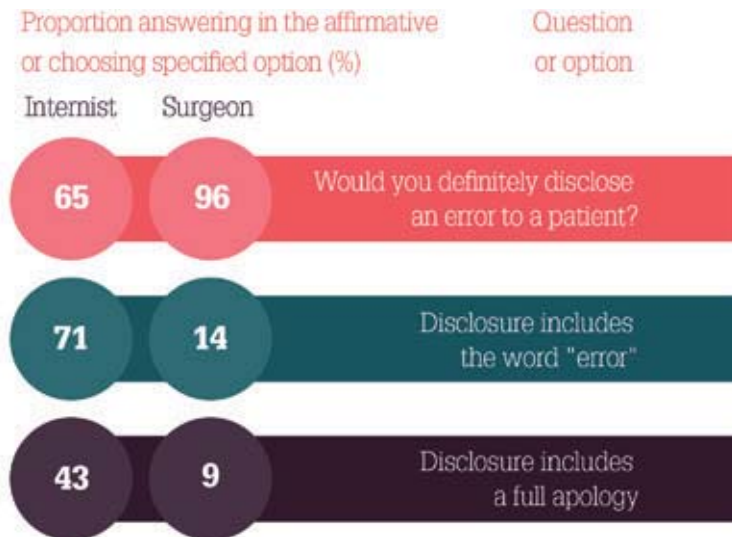 Proportion answering in the affirmative
or choosing specified option (%)
Question
or option
Internist
Surgeon
65
96
Would you definitely disclose
an error to a patient?
71
14
Disclosure includes
the word "error"
43
9
Disclosure includes
a full apology